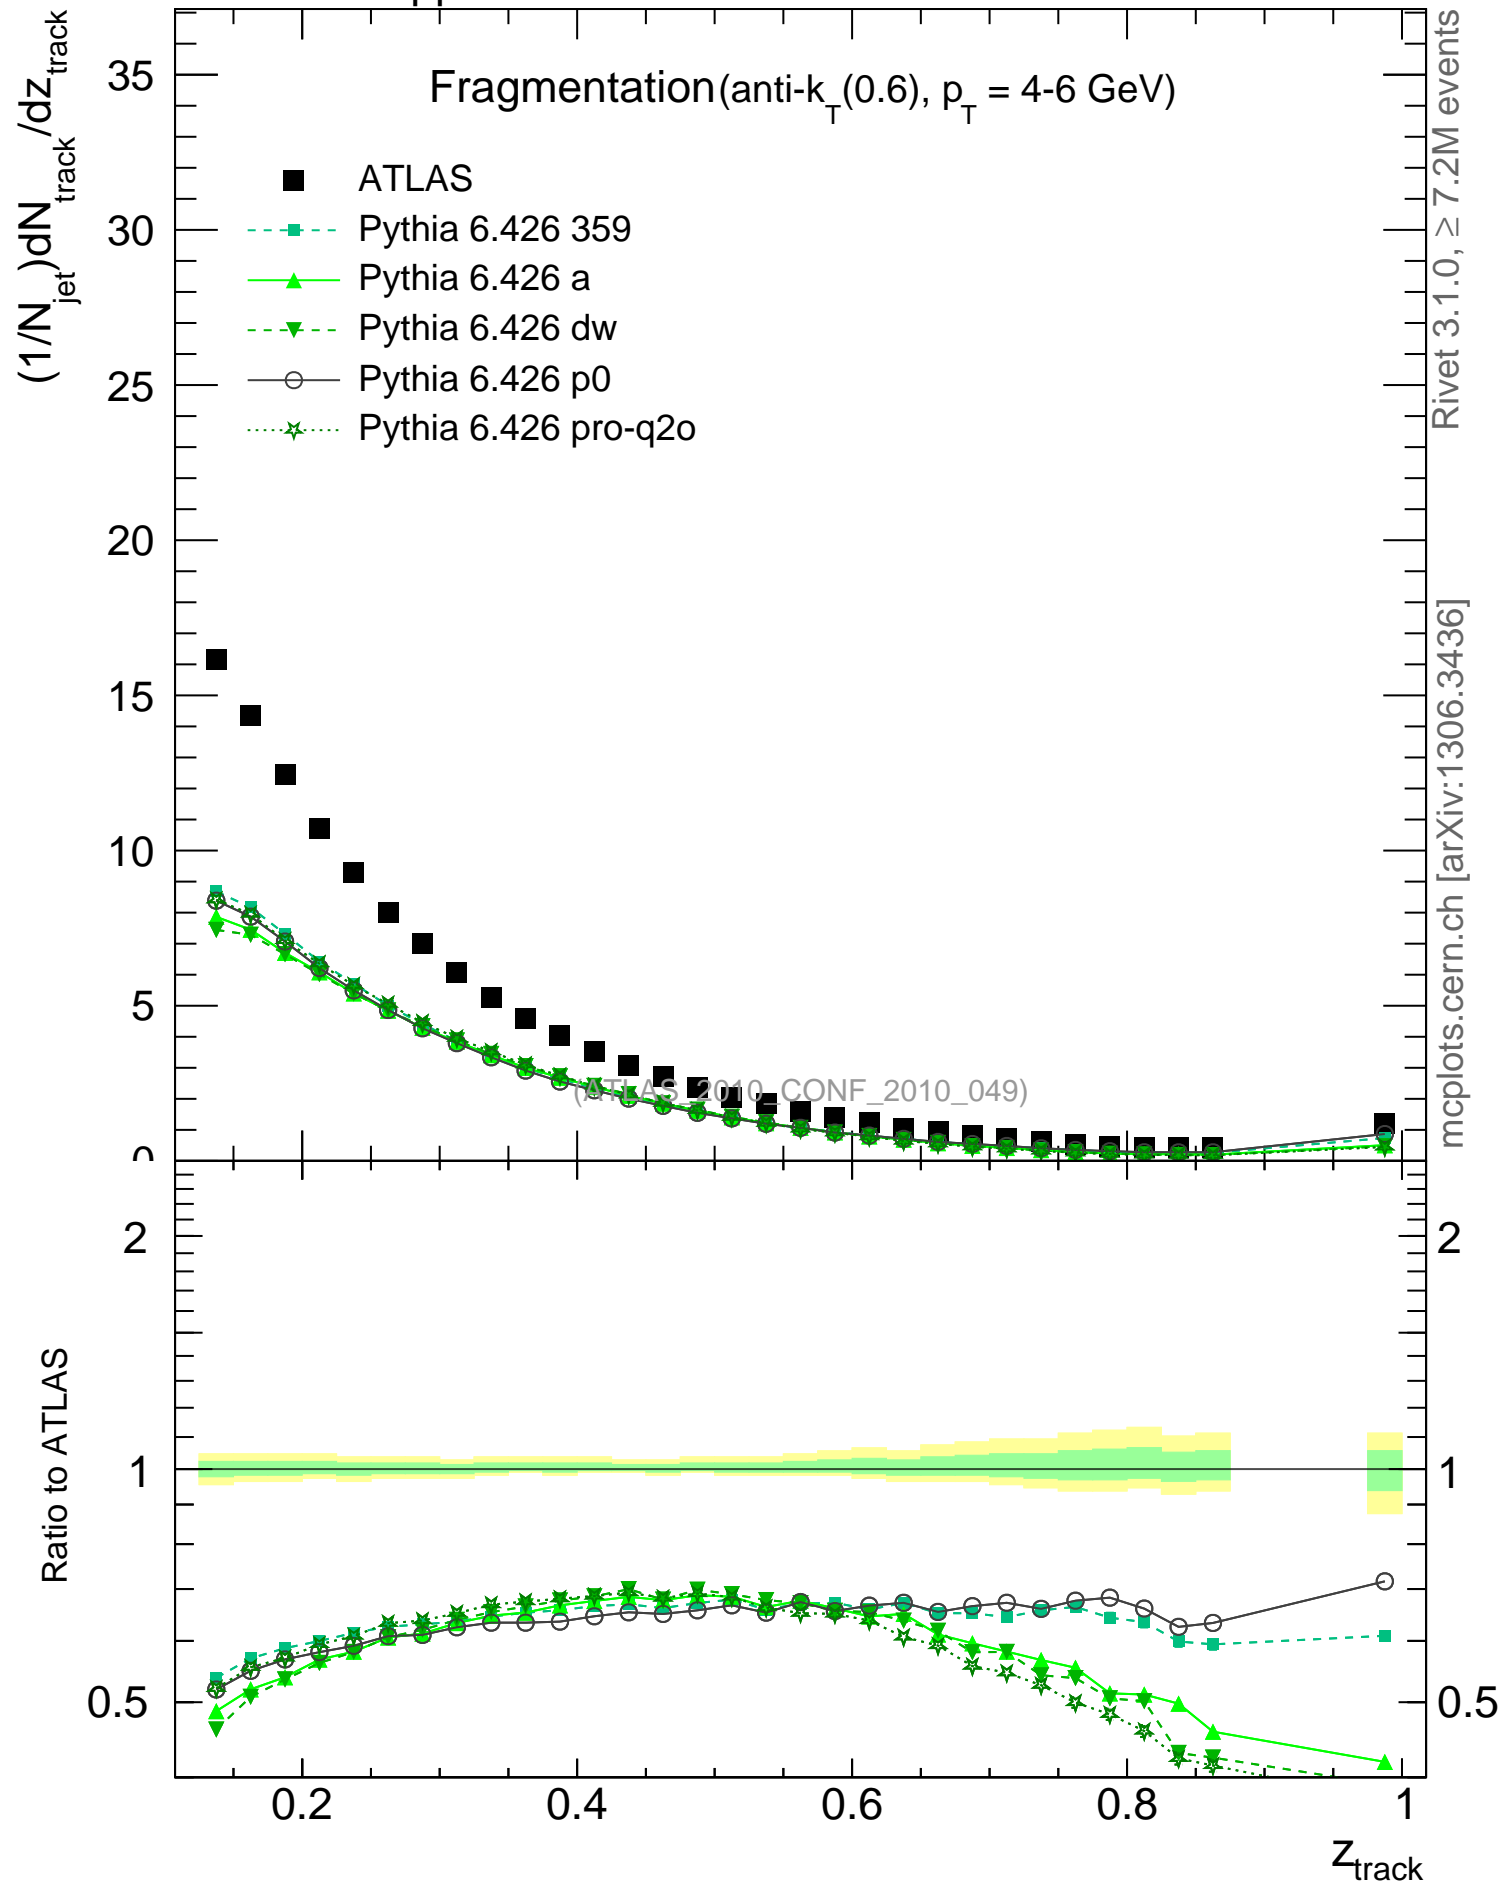 pp
Fragmentation (anti-k_T(0.6), p_T = 4-6 GeV)
(1/N_jet)dN_track/dz_track
35
30
25
20
15
10
5
0
ATLAS
Pythia 6.426 359
Pythia 6.426 a
Pythia 6.426 dw
Pythia 6.426 p0
Pythia 6.426 pro-q2o
(ATLAS_2010_CONF_2010_049)
Rivet 3.1.0, ≥ 7.2M events
mcplots.cern.ch [arXiv:1306.3436]
Ratio to ATLAS
2
1
0.5
2
1
0.5
0.2
0.4
0.6
0.8
1
z_track